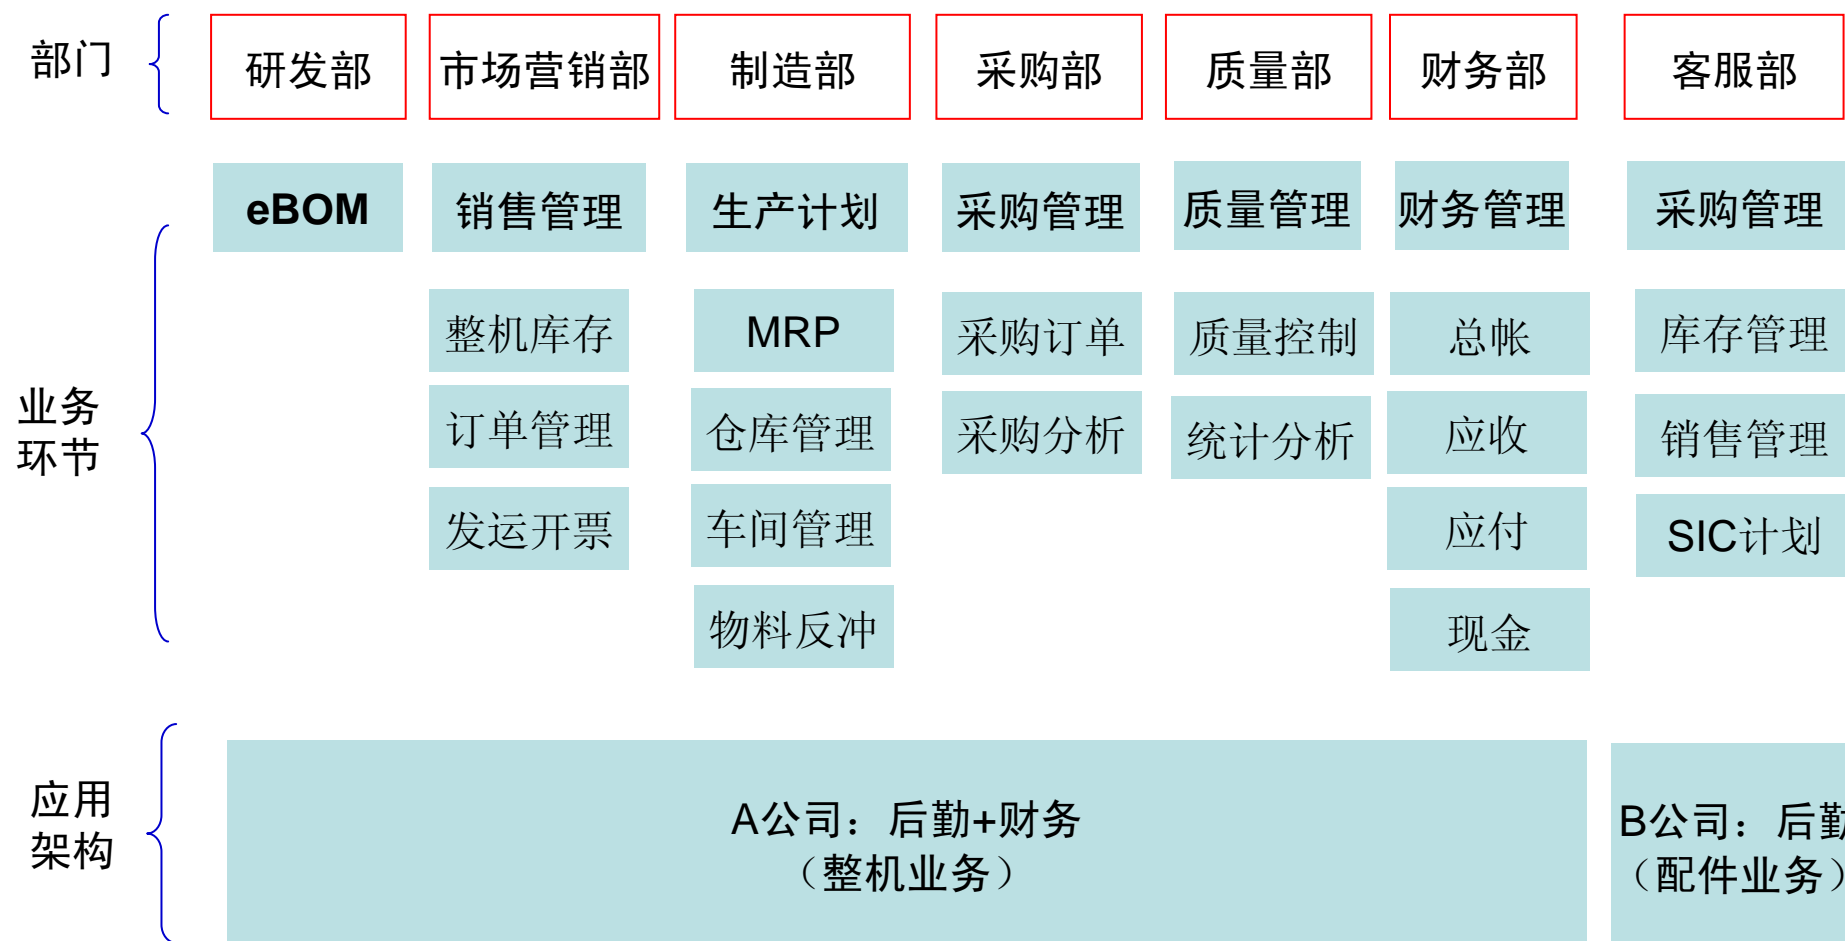 部门
研发部
市场营销部
制造部
采购部
质量部
财务部
客服部
业务
环节
eBOM
销售管理
生产计划
采购管理
质量管理
财务管理
采购管理
整机库存
MRP
采购订单
质量控制
总帐
库存管理
订单管理
仓库管理
采购分析
统计分析
应收
销售管理
发运开票
车间管理
应付
SIC计划
物料反冲
现金
应用
架构
A公司：后勤+财务
（整机业务）
B公司：后勤
（配件业务）